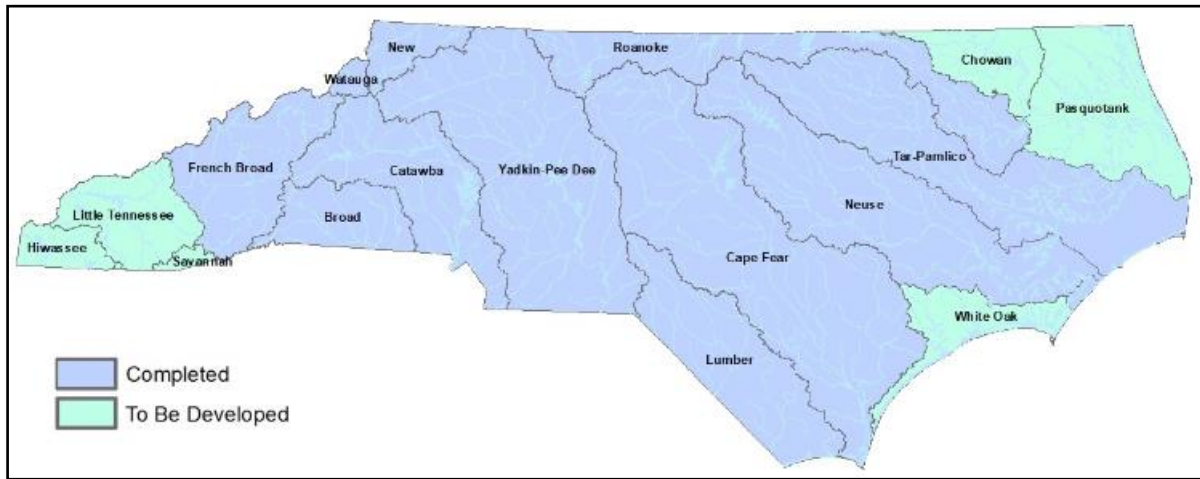 New
Roanoke
Chowan
Watauga
Pasquotank
French Broad
Catawba
Yadkin-Pee Dee
Tar-Pamlico
Little Tennessee
Broad
Neuse
Hiwassee
Savannah
Cape Fear
White Oak
Lumber
Completed
To Be Developed